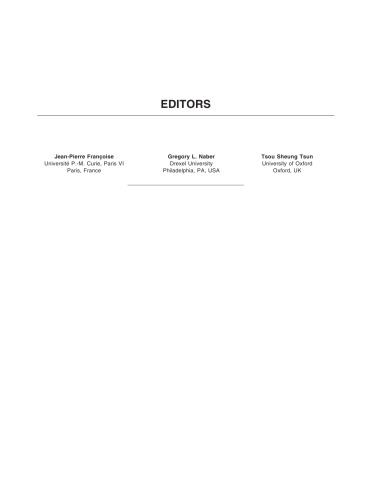 EDITORS
Jean-Pierre Françoise
Université P.-M. Curie, Paris VI
Paris, France
Gregory L. Naber
Drexel University
Philadelphia, PA, USA
Tsou Sheung Tsun
University of Oxford
Oxford, UK